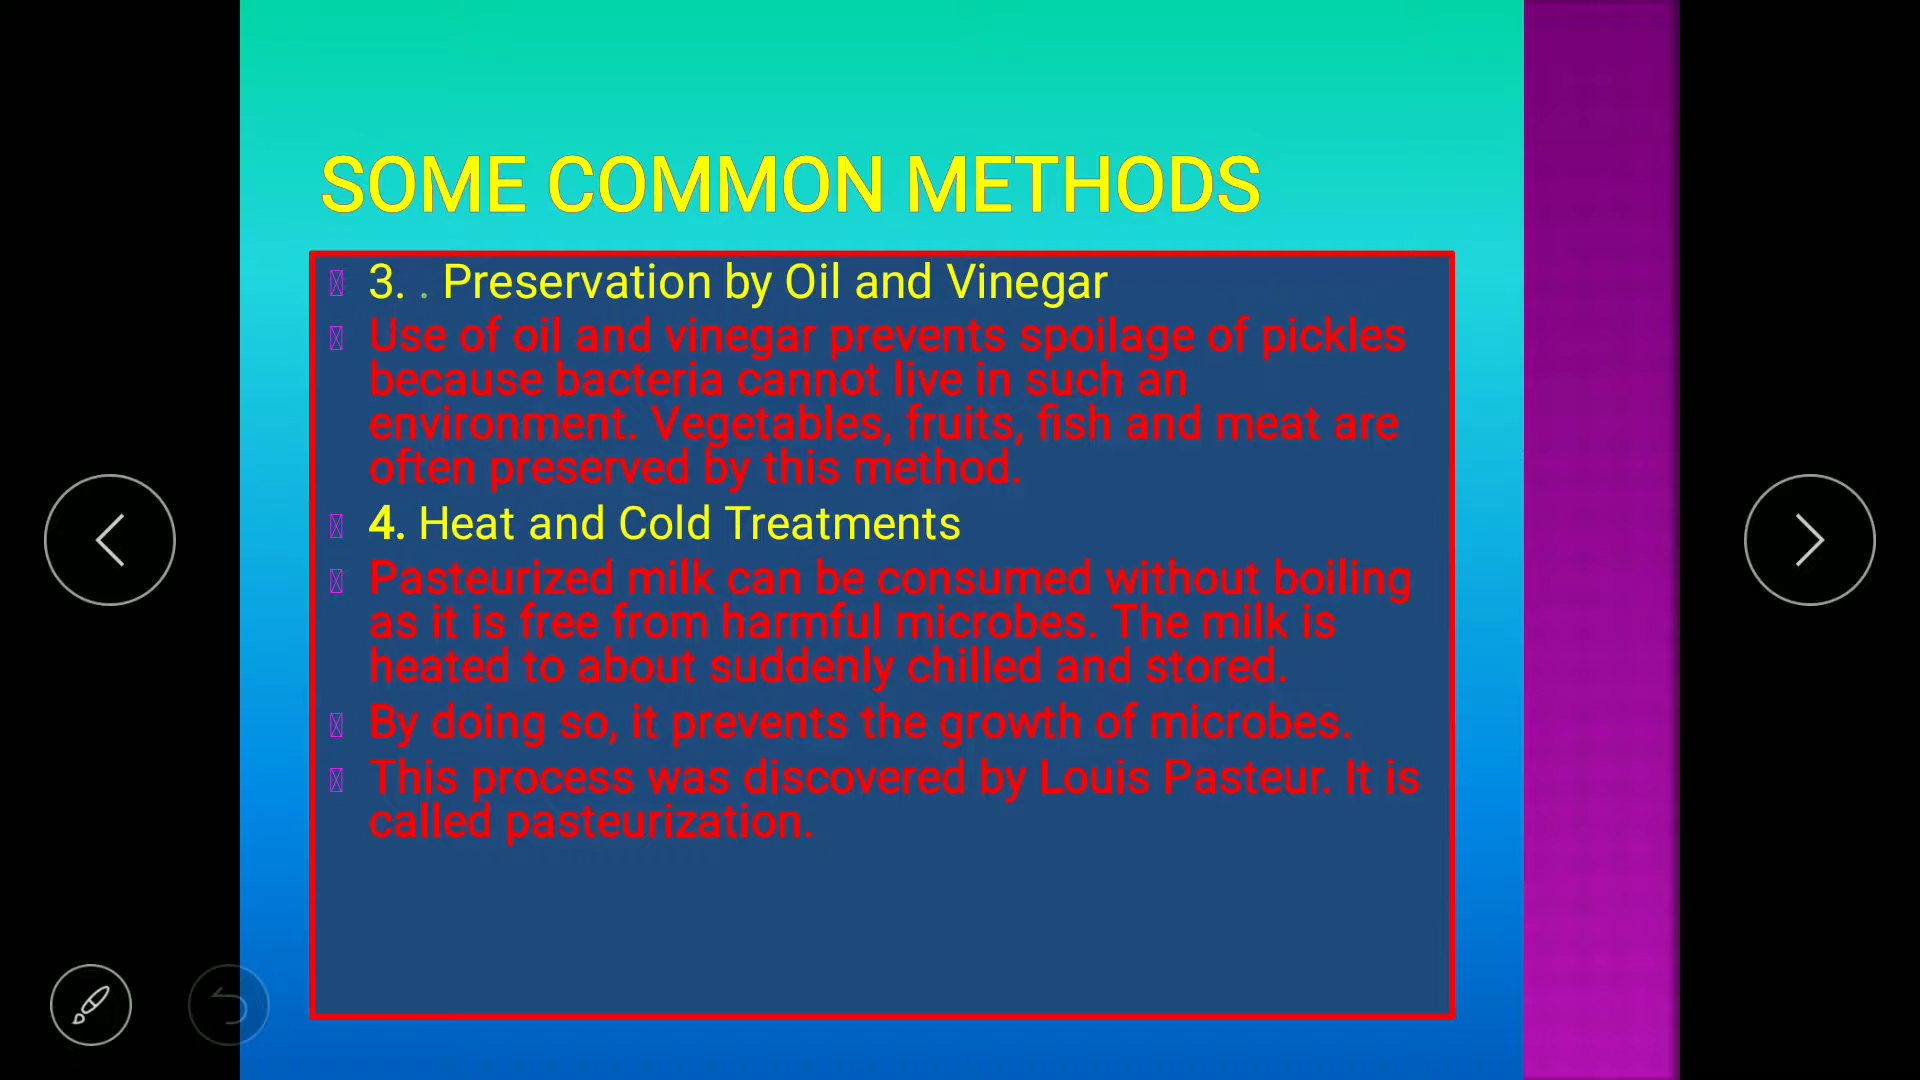 SOME COMMON METHODS
3. . Preservation by Oil and Vinegar
Use of oil and vinegar prevents spoilage of pickles
because bacteria cannot live in such an
environment. Vegetables, fruits, fish and meat are
often preserved by this method.
4. Heat and Cold Treatments
Pasteurized milk can be consumed without boiling
as it is free from harmful microbes. The milk is
heated to about suddenly chilled and stored.
By doing so, it prevents the growth of microbes.
This process was discovered by Louis Pasteur. It is
called pasteurization.